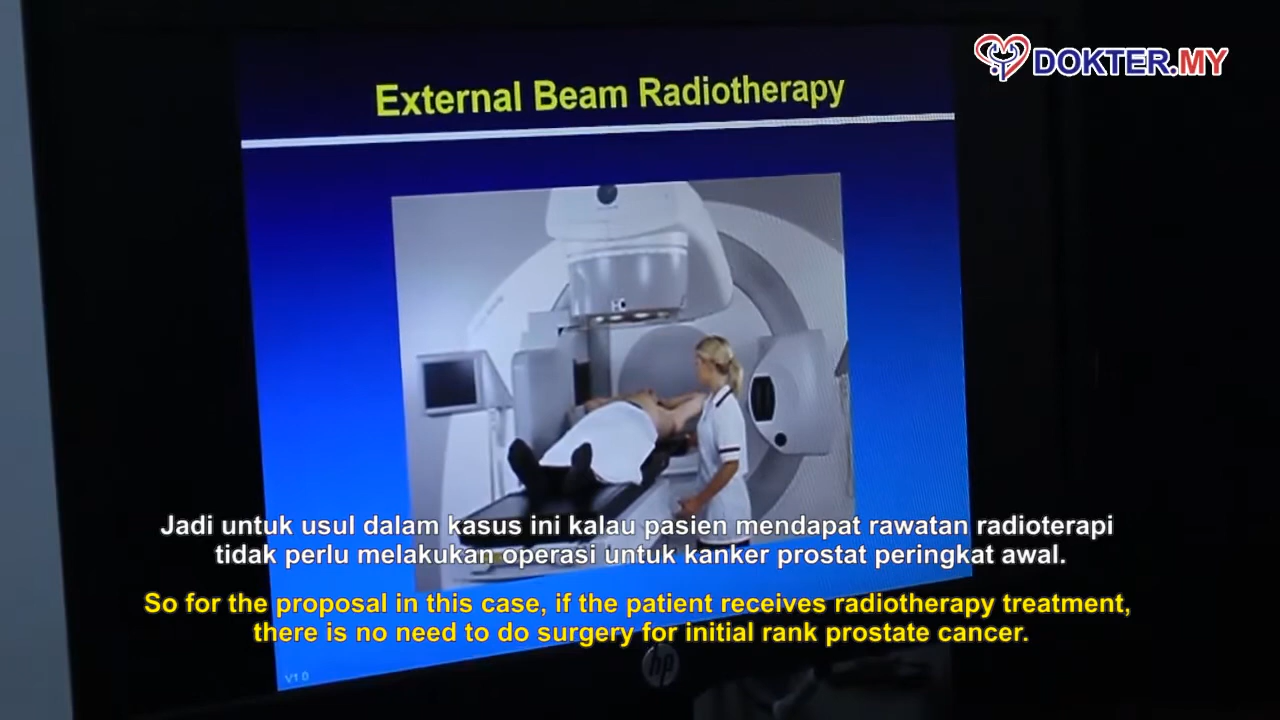 DOKTER.MY
External Beam Radiotherapy
Jadi untuk usul dalam kasus ini kalau pasien mendapat rawatan radioterapi
tidak perlu melakukan operasi untuk kanker prostat peringkat awal.
So for the proposal in this case, if the patient receives radiotherapy treatment,
there is no need to do surgery for initial rank prostate cancer.
hp
V1.0